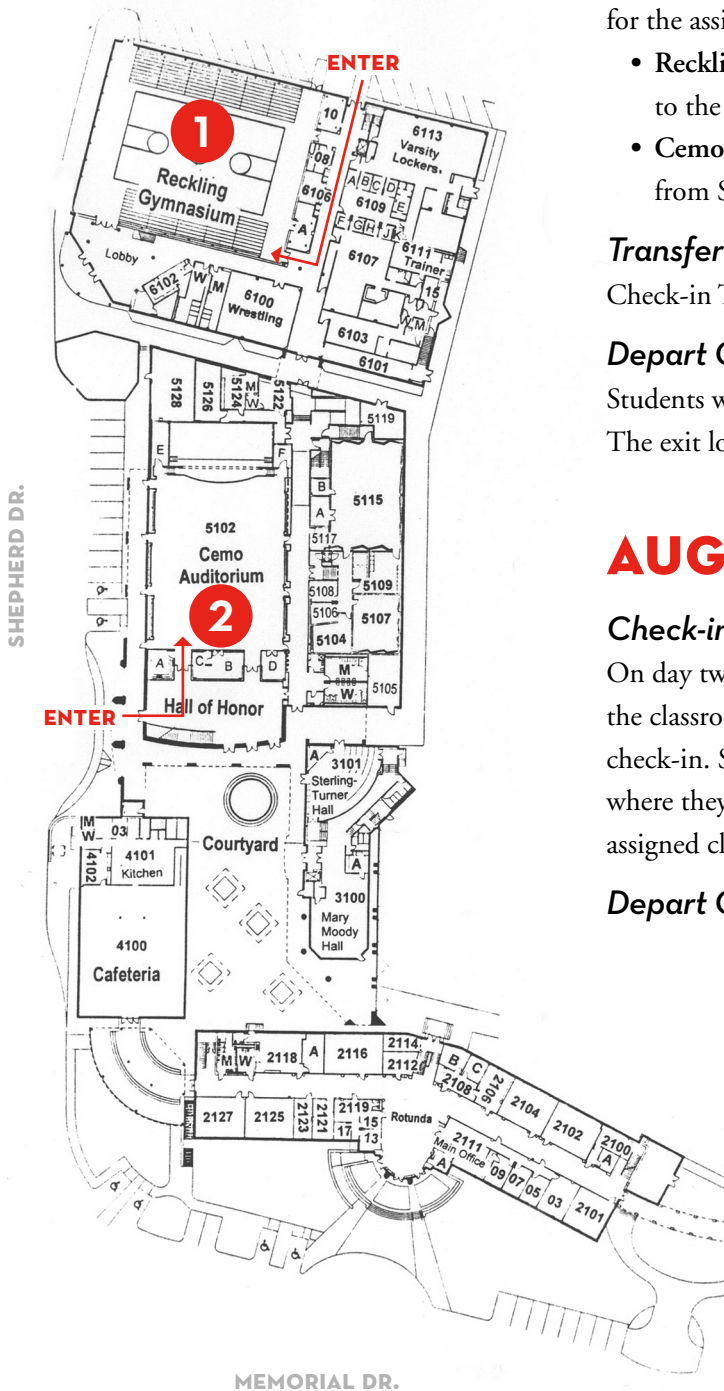 ENTER
1
Reckling
Gymnasium
Lobby
10
08
6106
A
6113
Varsity
Lockers
A B C D
6109
E
F G H J K
6111
Trainer
6107
15
W M
6102
W M
6100
Wrestling
6103
6101
5128
5126
5124
M
W
5122
5119
E
F
B
A
5115
5102
Cemo
Auditorium
2
5117
5108
5109
5106
5107
5104
A
C
B
D
M
W
5105
ENTER
Hall of Honor
SHEPHERD DR.
A
3101
Sterling-
Turner
Hall
Courtyard
M
W
03
4101
Kitchen
4102
4100
Cafeteria
A
3100
Mary
Moody
Hall
M W
2118
A
2116
2114
2112
2127
2125
2123
2121
2119
17
15
13
Rotunda
B
C
2108
2106
2104
2102
2100
A
2111
Main Office
A
09
07
05
03
2101
MEMORIAL DR.
for the assi
• Reckli
to the
• Cemo
from S
Transfer
Check-in T
Depart C
Students w
The exit lo
AUG
Check-in
On day tw
the classroo
check-in. S
where they
assigned cl
Depart C